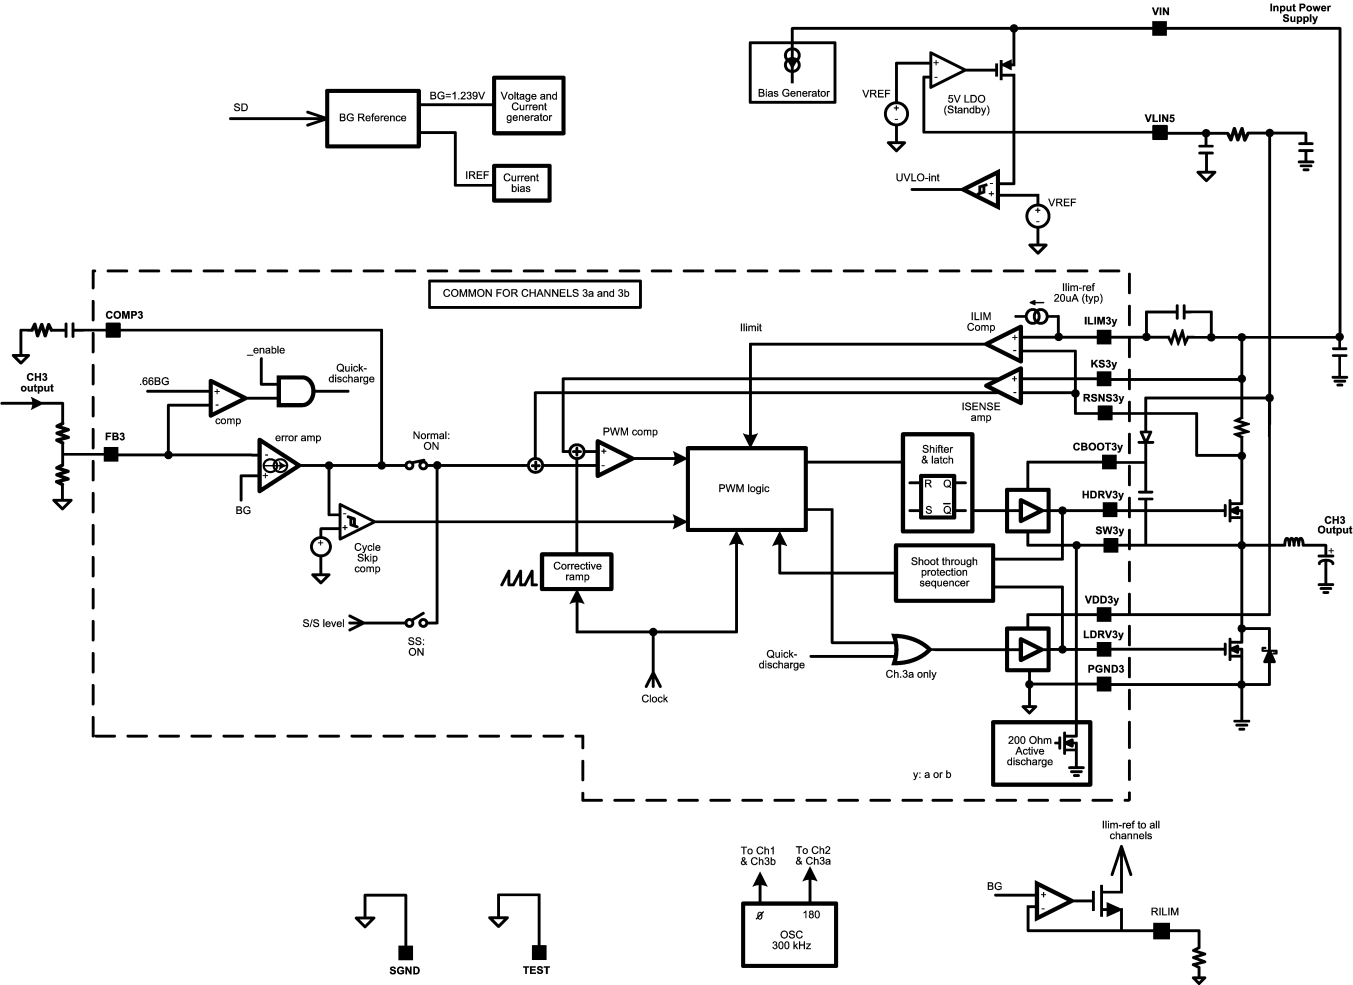 VIN
Input Power
Supply
Bias Generator
VREF
+
-
+
-
5V LDO
(Standby)
VLIN5
SD
BG Reference
BG=1.239V
Voltage and
Current
generator
IREF
Current
bias
UVLO-int
-
+
VREF
+
-
COMMON FOR CHANNELS 3a and 3b
COMP3
CH3
output
.66BG
_enable
Quick-
discharge
+
-
comp
FB3
error amp
-
+
BG
Normal:
ON
-
+
+
Cycle
Skip
comp
S/S level
SS:
ON
Ilimit
PWM comp
+
-
PWM logic
Corrective
ramp
Clock
Ilim-ref
20uA (typ)
ILIM
Comp
+
-
ILIM3y
KS3y
ISENSE
amp
+
-
RSNS3y
Shifter
& latch
R Q
S Q̅
CBOOT3y
HDRV3y
SW3y
Shoot through
protection
sequencer
VDD3y
LDRV3y
PGND3
Quick-
discharge
Ch.3a only
200 Ohm
Active
discharge
y: a or b
CH3
Output
+
To Ch1
& Ch3b
To Ch2
& Ch3a
ø 180
OSC
300 kHz
SGND
TEST
Ilim-ref to all
channels
BG
+
-
RILIM